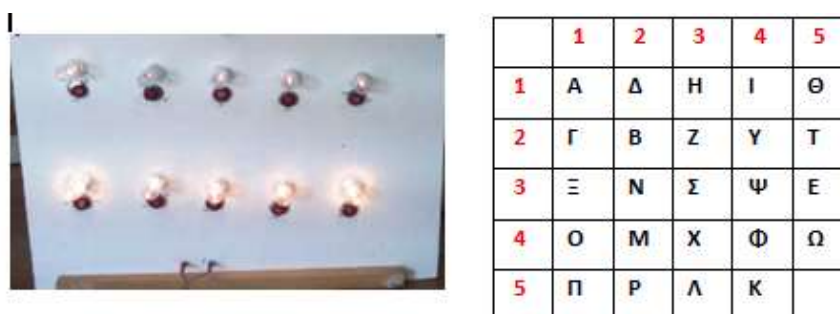 1 2 3 4 5
1 Α Δ Η Ι Θ
2 Γ Β Ζ Υ Τ
3 Ξ Ν Σ Ψ Ε
4 Ο Μ Χ Φ Ω
5 Π Ρ Λ Κ